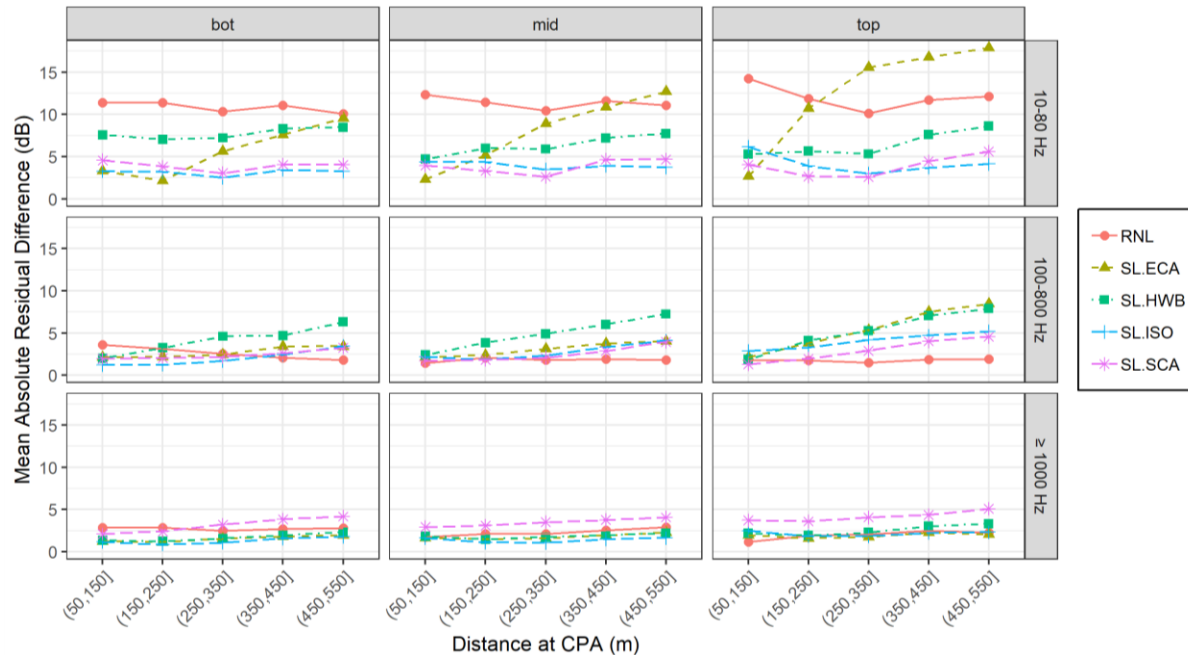 bot
mid
top
Mean Absolute Residual Difference (dB)
15
10
5
0
10-80 Hz
15
10
5
0
100-800 Hz
15
10
5
0
≥ 1000 Hz
(50,150]
(150,250]
(250,350]
(350,450]
(450,550]
(50,150]
(150,250]
(250,350]
(350,450]
(450,550]
(50,150]
(150,250]
(250,350]
(350,450]
(450,550]
Distance at CPA (m)
RNL
SL.ECA
SL.HWB
SL.ISO
SL.SCA